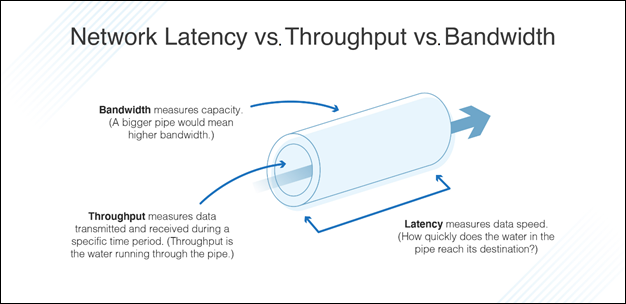 Network Latency vs. Throughput vs. Bandwidth
Bandwidth measures capacity.
(A bigger pipe would mean
higher bandwidth.)
Throughput measures data
transmitted and received during a
specific time period. (Throughput is
the water running through the pipe.)
Latency measures data speed.
(How quickly does the water in the
pipe reach its destination?)